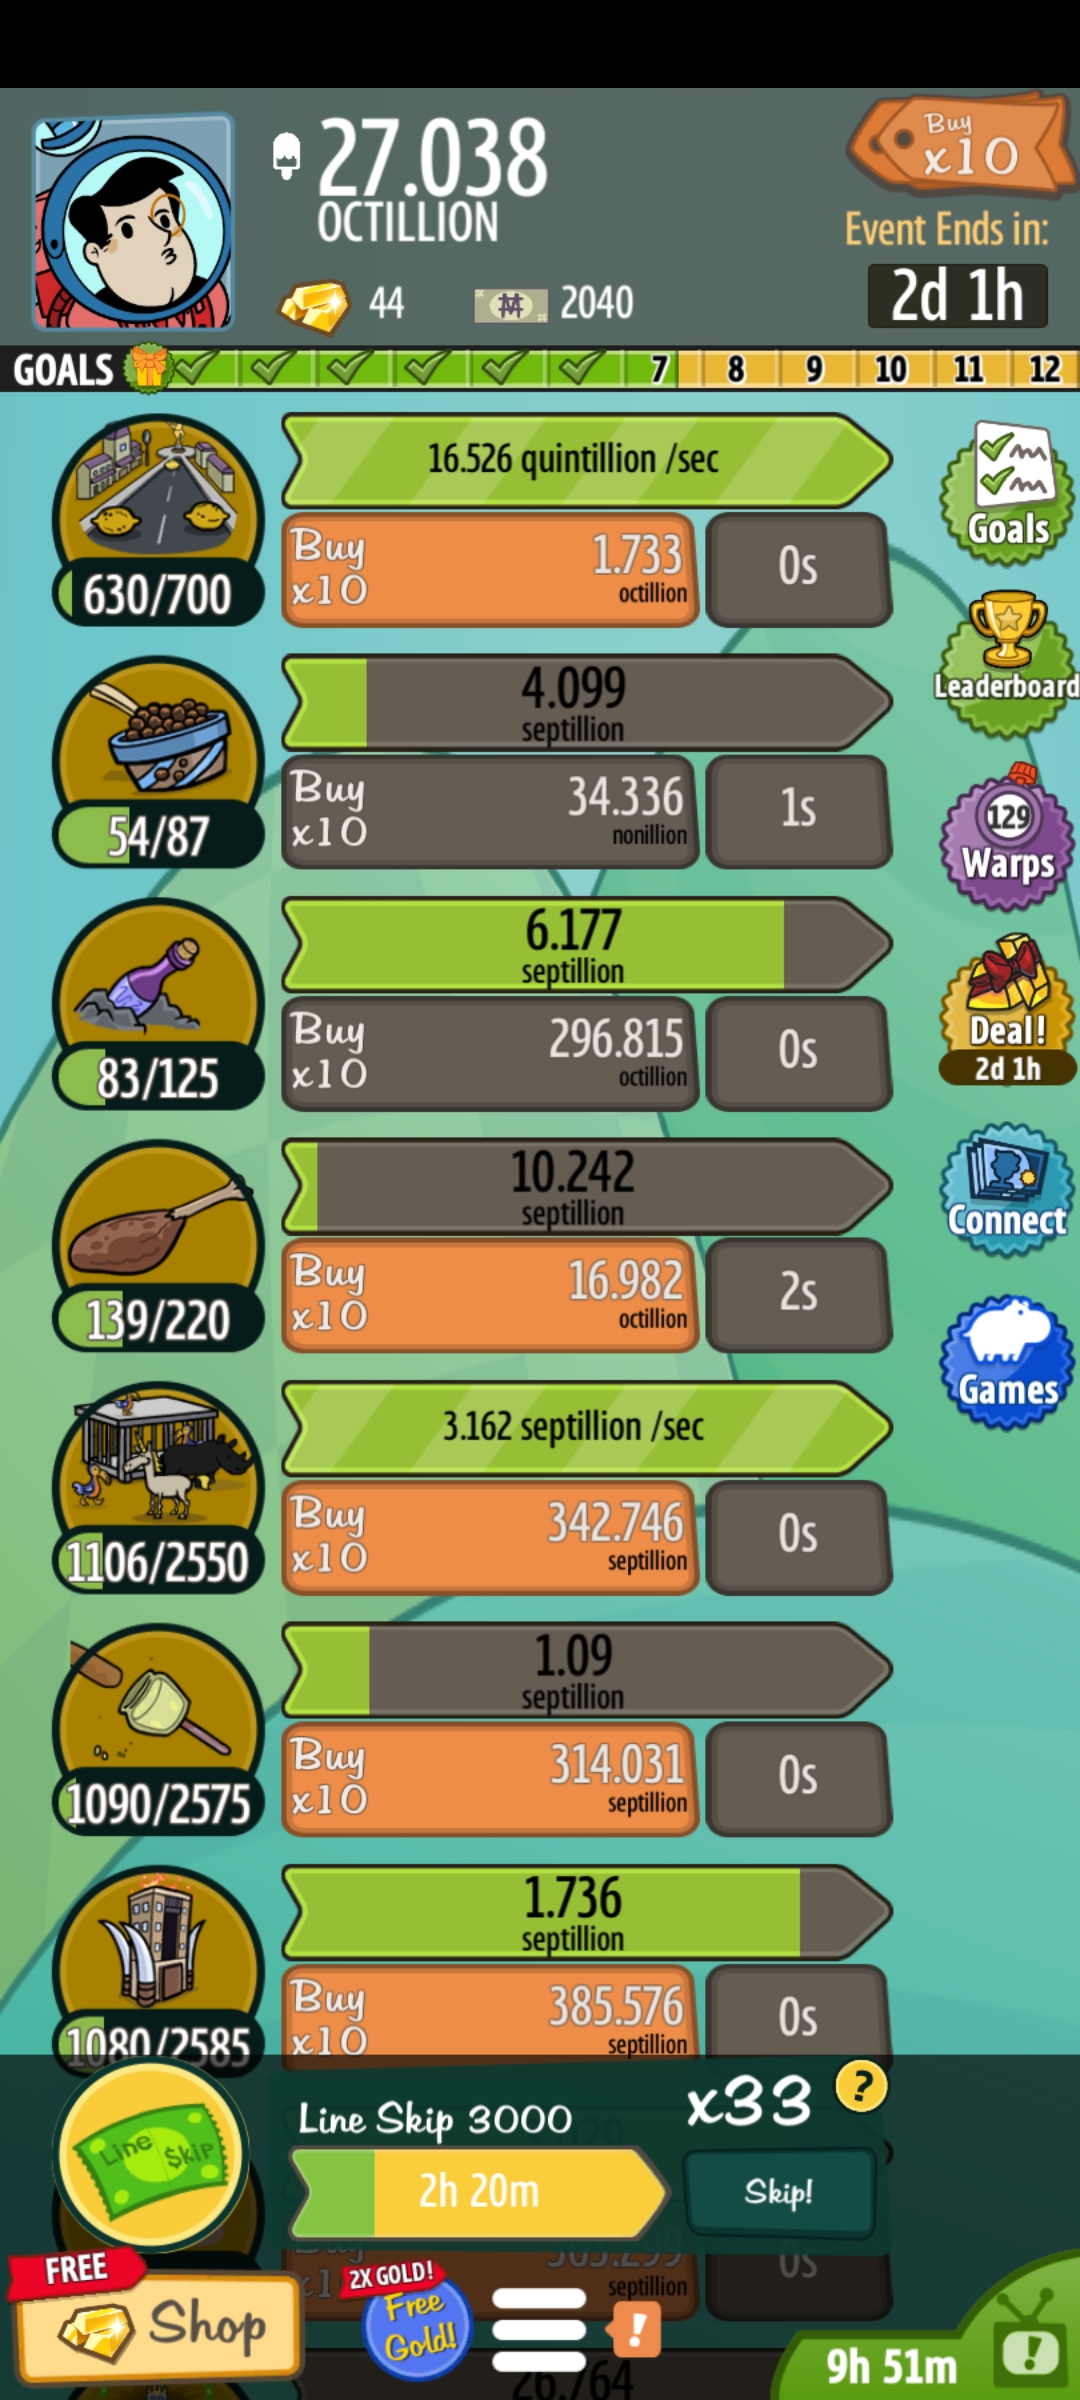 27.038
OCTILLION
Buy
x10
Event Ends in:
2d 1h
44
2040
GOALS
7 8 9 10 11 12
16.526 quintillion /sec
Buy
x10
1.733
octillion
0s
630/700
Goals
4.099
septillion
Buy
x10
34.336
nonillion
1s
54/87
Leaderboard
129
Warps
6.177
septillion
Buy
x10
296.815
octillion
0s
83/125
Deal!
2d 1h
10.242
septillion
Buy
x10
16.982
octillion
2s
139/220
Connect
Games
3.162 septillion /sec
Buy
x10
342.746
septillion
0s
1106/2550
1.09
septillion
Buy
x10
314.031
septillion
0s
1090/2575
1.736
septillion
Buy
x10
385.576
septillion
0s
1080/2585
Line Skip
Line Skip 3000
x33
?
2h 20m
Skip!
septillion
0s
FREE
Shop
2X GOLD!
Free
Gold!
!
26.764
9h 51m
!